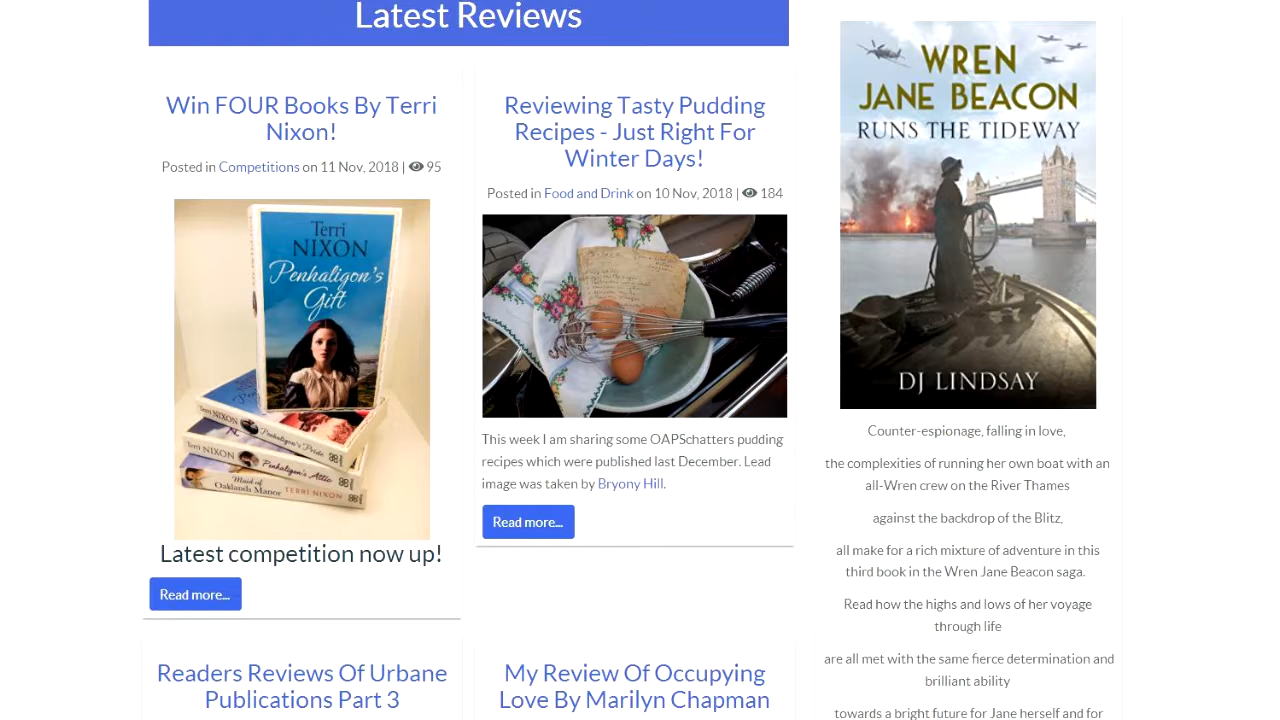 Latest Reviews
Win FOUR Books By Terri
Nixon!
Posted in Competitions on 11 Nov, 2018 | 95
Terri
NIXON
Penhaligon's
Gift
Terri NIXON Penhaligon's Pride
Terri NIXON Penhaligon's Attic
Maid of
Oaklands Manor TERRI NIXON
Latest competition now up!
Read more...
Reviewing Tasty Pudding
Recipes - Just Right For
Winter Days!
Posted in Food and Drink on 10 Nov, 2018 | 184
This week I am sharing some OAPSchatters pudding
recipes which were published last December. Lead
image was taken by Bryony Hill.
Read more...
Readers Reviews Of Urbane
Publications Part 3
My Review Of Occupying
Love By Marilyn Chapman
WREN
JANE BEACON
RUNS THE TIDEWAY
DJ LINDSAY
Counter-espionage, falling in love,
the complexities of running her own boat with an
all-Wren crew on the River Thames
against the backdrop of the Blitz,
all make for a rich mixture of adventure in this
third book in the Wren Jane Beacon saga.
Read how the highs and lows of her voyage
through life
are all met with the same fierce determination and
brilliant ability
towards a bright future for Jane herself and for